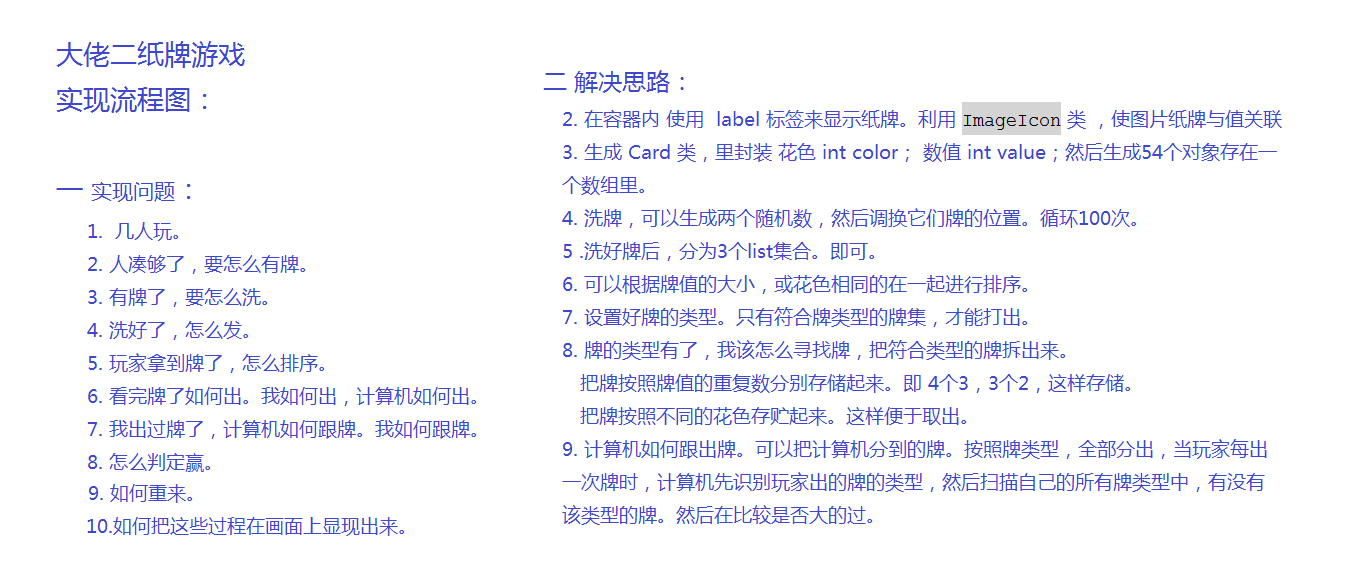 大佬二纸牌游戏
实现流程图：
一 实现问题：
1. 几人玩。
2. 人凑够了，要怎么有牌。
3. 有牌了，要怎么洗。
4. 洗好了，怎么发。
5. 玩家拿到牌了，怎么排序。
6. 看完牌了如何出。我如何出，计算机如何出。
7. 我出过牌了，计算机如何跟牌。我如何跟牌。
8. 怎么判定赢。
9. 如何重来。
10.如何把这些过程在画面上显现出来。
二 解决思路：
2. 在容器内 使用 label 标签来显示纸牌。利用 ImageIcon 类 ，使图片纸牌与值关联
3. 生成 Card 类，里封装 花色 int color； 数值 int value；然后生成54个对象存在一
个数组里。
4. 洗牌，可以生成两个随机数，然后调换它们牌的位置。循环100次。
5 .洗好牌后，分为3个list集合。即可。
6. 可以根据牌值的大小，或花色相同的在一起进行排序。
7. 设置好牌的类型。只有符合牌类型的牌集，才能打出。
8. 牌的类型有了，我该怎么寻找牌，把符合类型的牌拆出来。
把牌按照牌值的重复数分别存储起来。即 4个3，3个2，这样存储。
把牌按照不同的花色存贮起来。这样便于取出。
9. 计算机如何跟出牌。可以把计算机分到的牌。按照牌类型，全部分出，当玩家每出
一次牌时，计算机先识别玩家出的牌的类型，然后扫描自己的所有牌类型中，有没有
该类型的牌。然后在比较是否大的过。